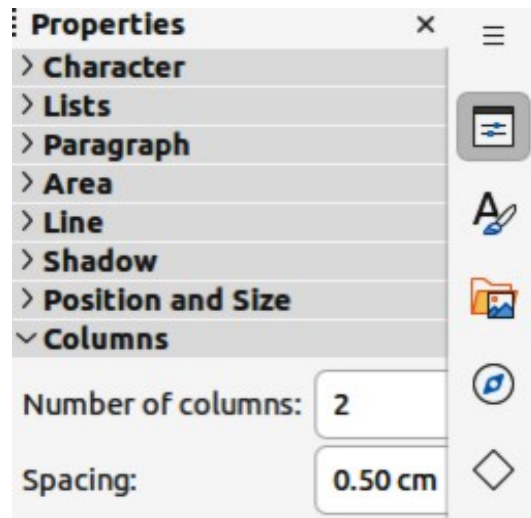 Properties
Character
Lists
Paragraph
Area
Line
Shadow
Position and Size
Columns
Number of columns: 2
Spacing: 0.50 cm